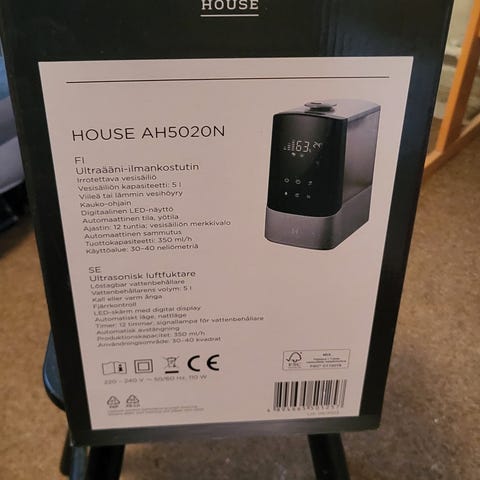 HOUSE
HOUSE AH5020N
FI
Ultraääni-ilmankostutin
Irrotettava vesisäiliö
Vesisäiliön kapasiteetti: 5 l
Viileä tai lämmin vesihöyry
Kauko-ohjain
Digitaalinen LED-näyttö
Automaattinen tila, yötila
Ajastin: 12 tuntia; vesisäiliön merkkivalo
Automaattinen sammutus
Tuottokapasiteetti: 350 ml/h
Käyttöalue: 30-40 neliömetriä
SE
Ultrasonisk luftfuktare
Löstagbar vattenbehållare
Vattenbehållarens volym: 5 l
Kall eller varm ånga
Fjärrkontroll
LED-skärm med digital display
Automatiskt läge, nattläge
Timer: 12 timmar, signallampa för vattenbehållare
Automatisk avstängning
Produktionskapacitet: 350 ml/h
Användningsområde: 30-40 kvadrat
CE
220 - 240 V ~ 50/60 Hz, 110 W
FSC
MIX
63
PAP